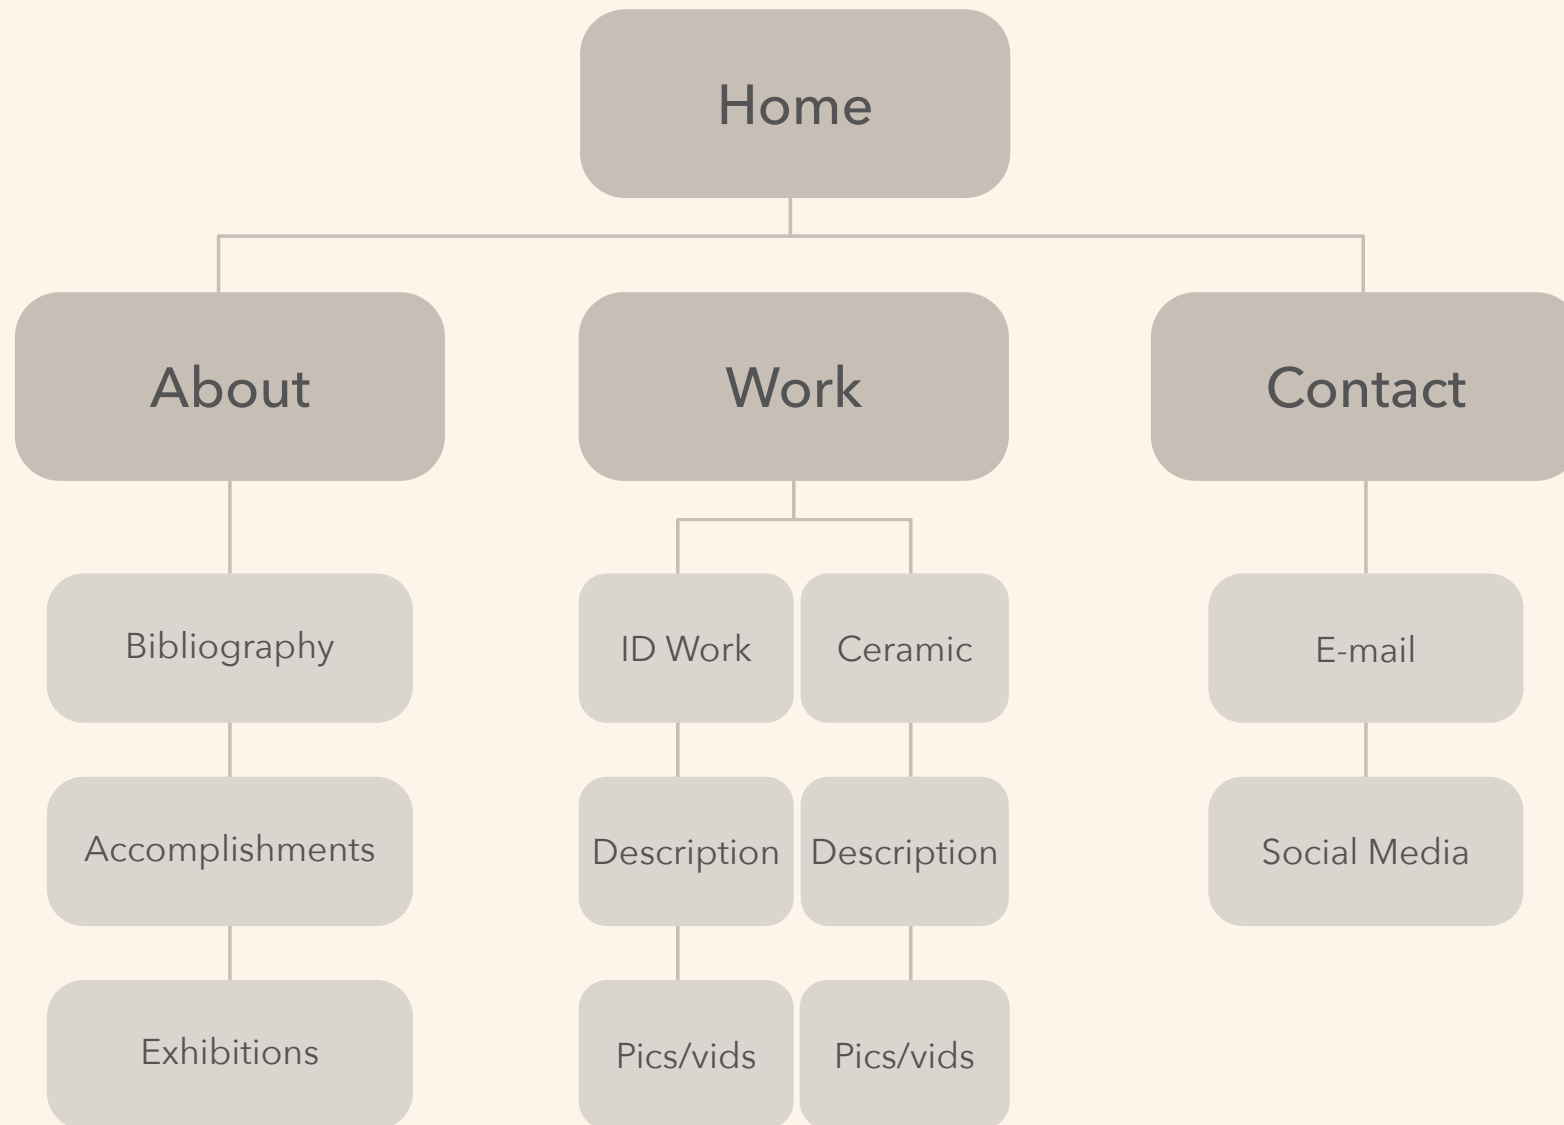 Home
About
Work
Contact
Bibliography
ID Work
Ceramic
E-mail
Accomplishments
Description
Description
Social Media
Exhibitions
Pics/vids
Pics/vids